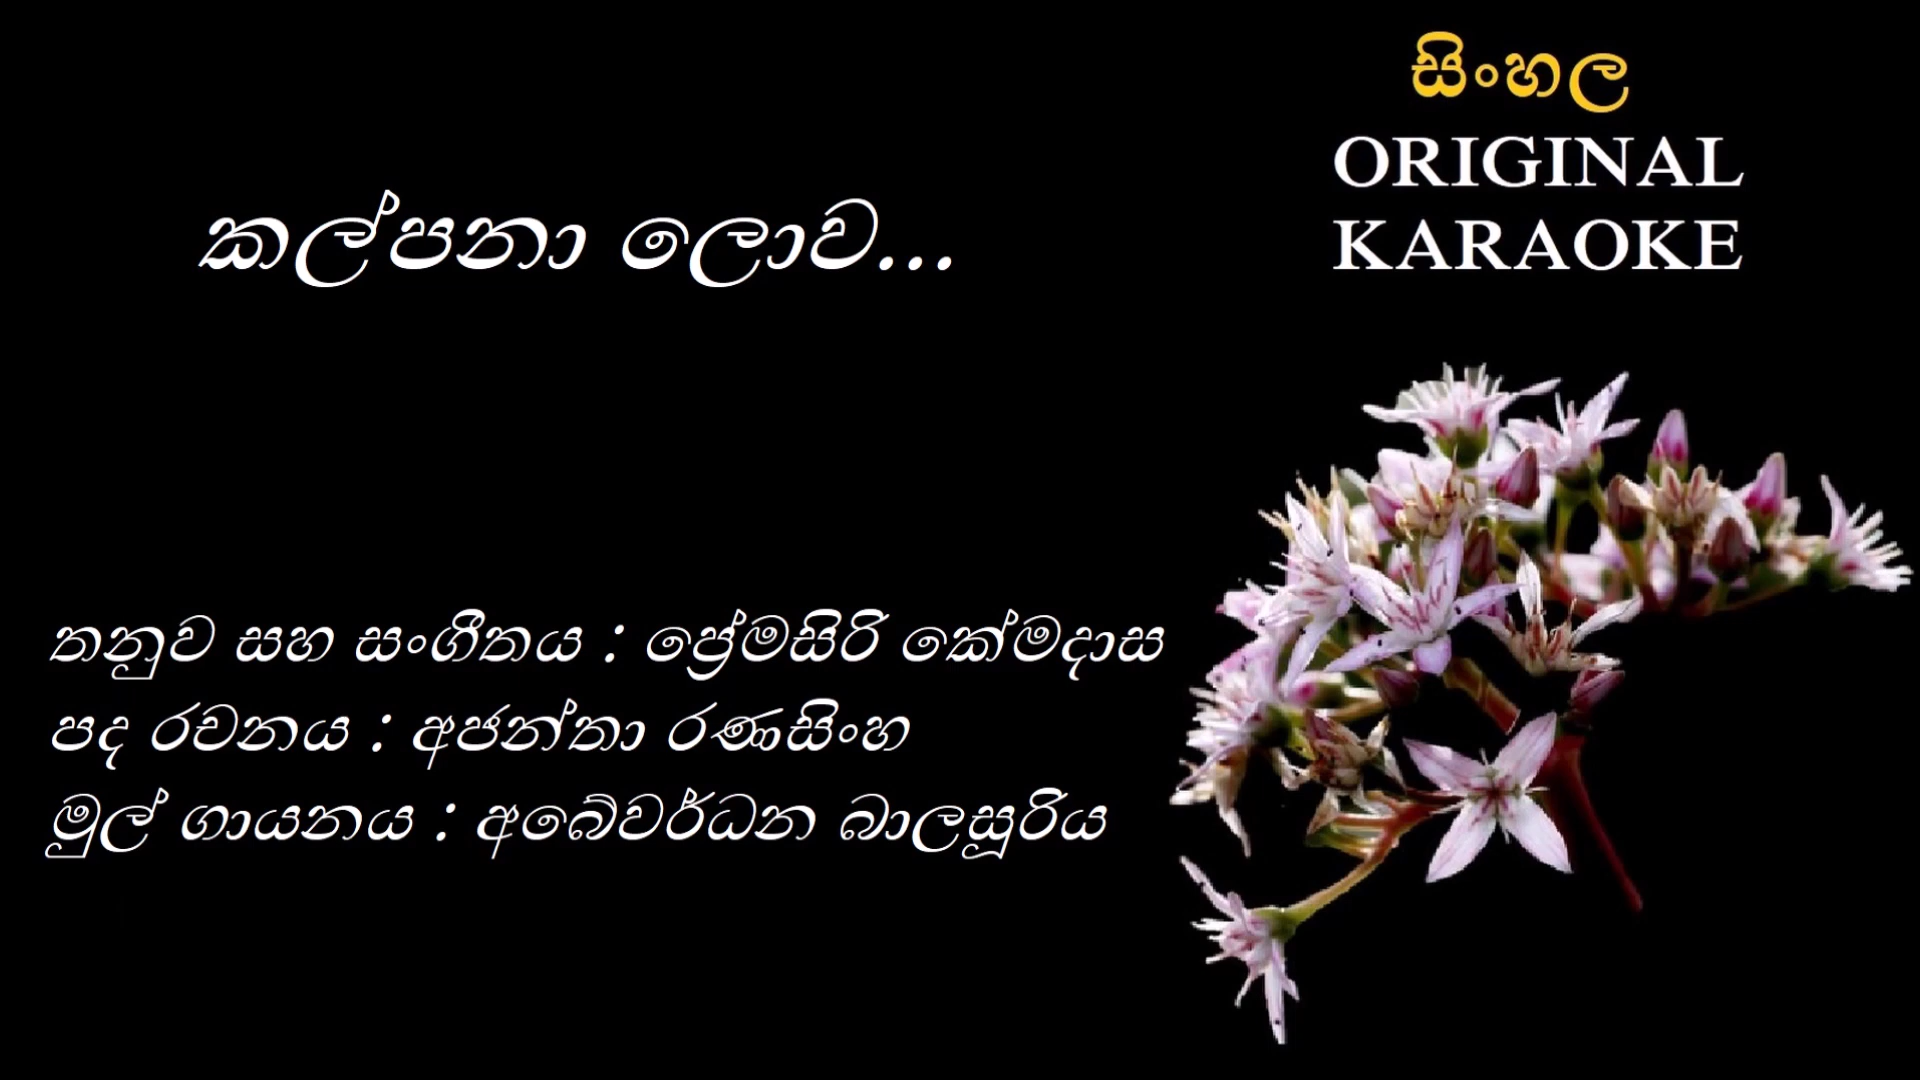 සිංහල
ORIGINAL
KARAOKE
කල්පනා ලොව...
තනුව සහ සංගීතය : ප්‍රේමසිරි කේමදාස
පද රචනය : අජන්තා රණසිංහ
මුල් ගායනය : අබේවර්ධන බාලසූරිය